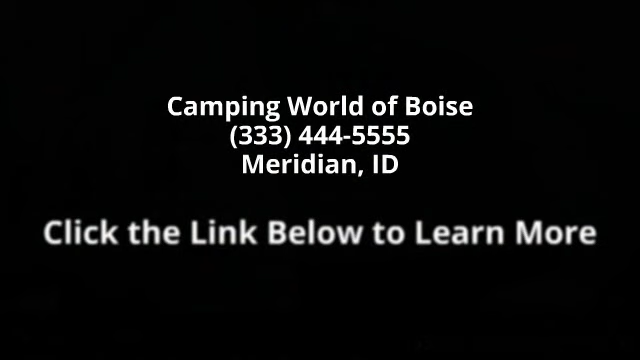 Camping World of Boise
(333) 444-5555
Meridian, ID
Click the Link Below to Learn More